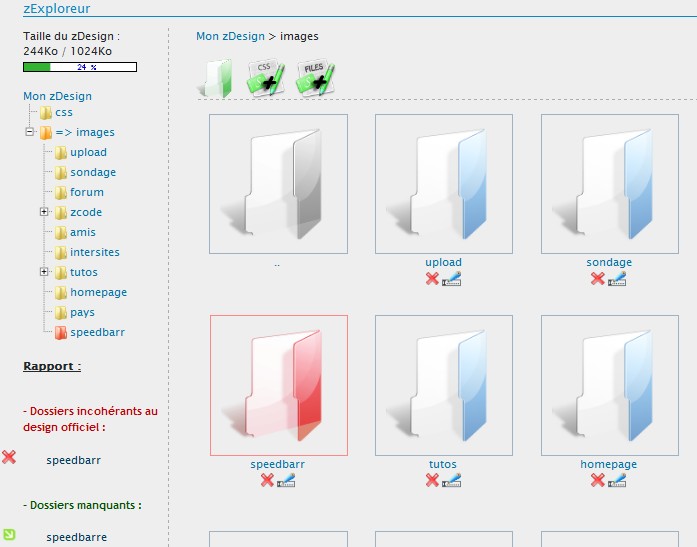 zExploreur
Taille du zDesign :
244Ko / 1024Ko
24 %
Mon zDesign
css
=> images
upload
sondage
forum
zcode
amis
intersites
tutos
homepage
pays
speedbarr
Rapport :
- Dossiers incohérants au
design officiel :
speedbarr
- Dossiers manquants :
speedbarre
Mon zDesign > images
CSS
FILES
..
upload
sondage
speedbarr
tutos
homepage